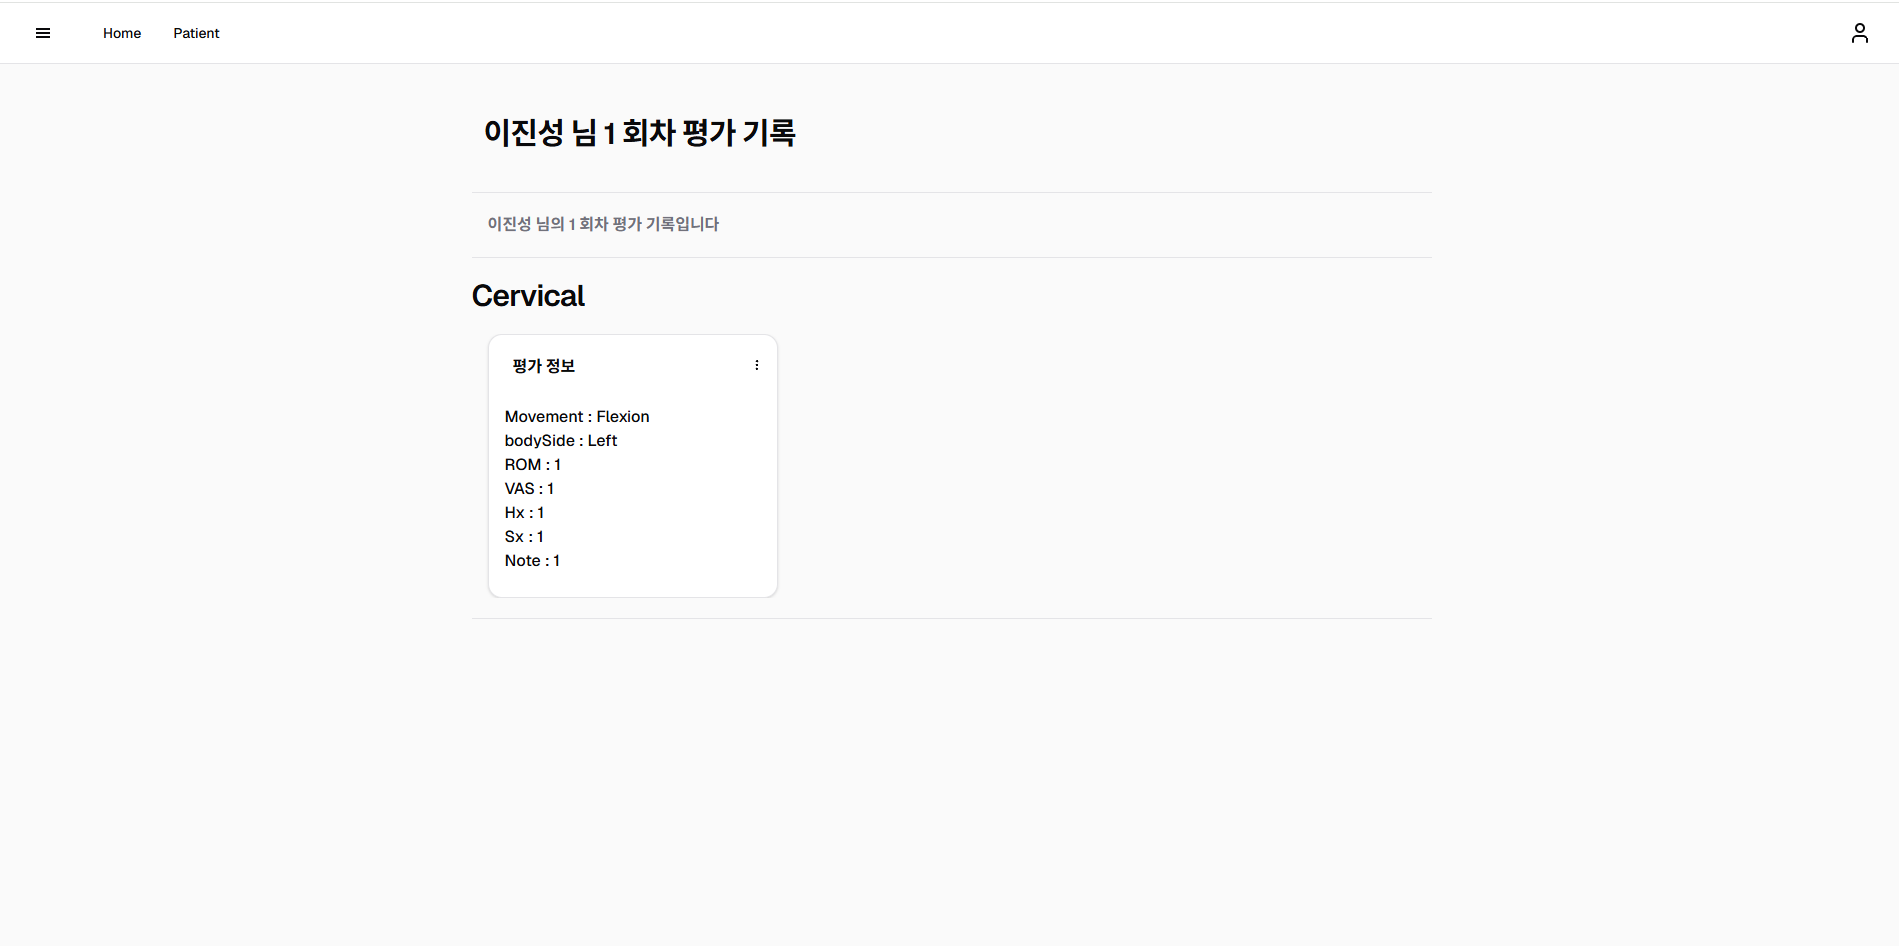 Home Patient
이진성 님 1 회차 평가 기록
이진성 님의 1 회차 평가 기록입니다
Cervical
평가 정보
Movement : Flexion
bodySide : Left
ROM : 1
VAS : 1
Hx : 1
Sx : 1
Note : 1